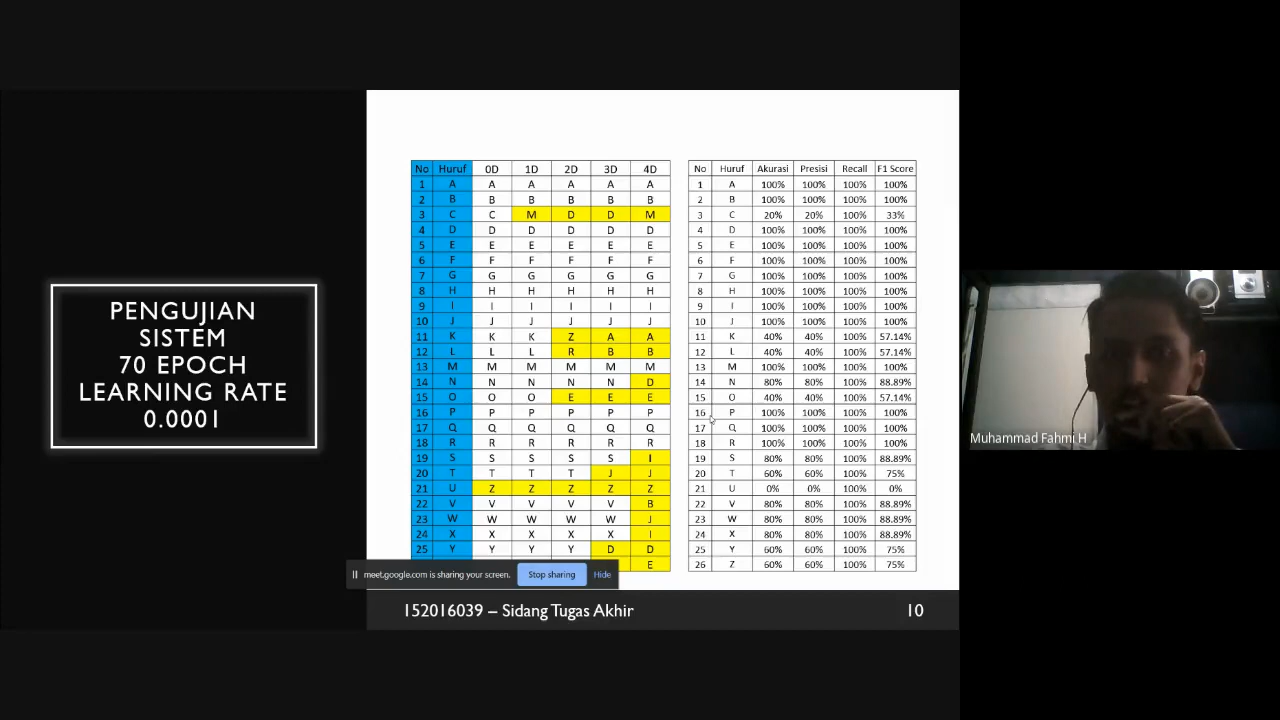 PENGUJIAN
SISTEM
70 EPOCH
LEARNING RATE
0.0001
No Huruf 0D 1D 2D 3D 4D
1 A A A A A A
2 B B B B B B
3 C C M D D M
4 D D D D D D
5 E E E E E E
6 F F F F F F
7 G G G G G G
8 H H H H H H
9 I I I I I I
10 J J J J J J
11 K K K Z A A
12 L L L R B B
13 M M M M M M
14 N N N N N D
15 O O O E E E
16 P P P P P P
17 Q Q Q Q Q Q
18 R R R R R R
19 S S S S S I
20 T T T T J J
21 U Z Z Z Z Z
22 V V V V V B
23 W W W W W J
24 X X X X X I
25 Y Y Y Y D D
E
No Huruf Akurasi Presisi Recall F1 Score
1 A 100% 100% 100% 100%
2 B 100% 100% 100% 100%
3 C 20% 20% 100% 33%
4 D 100% 100% 100% 100%
5 E 100% 100% 100% 100%
6 F 100% 100% 100% 100%
7 G 100% 100% 100% 100%
8 H 100% 100% 100% 100%
9 I 100% 100% 100% 100%
10 J 100% 100% 100% 100%
11 K 40% 40% 100% 57.14%
12 L 40% 40% 100% 57.14%
13 M 100% 100% 100% 100%
14 N 80% 80% 100% 88.89%
15 O 40% 40% 100% 57.14%
16 P 100% 100% 100% 100%
17 Q 100% 100% 100% 100%
18 R 100% 100% 100% 100%
19 S 80% 80% 100% 88.89%
20 T 60% 60% 100% 75%
21 U 0% 0% 100% 0%
22 V 80% 80% 100% 88.89%
23 W 80% 80% 100% 88.89%
24 X 80% 80% 100% 88.89%
25 Y 60% 60% 100% 75%
26 Z 60% 60% 100% 75%
meet.google.com is sharing your screen. Stop sharing Hide
152016039 – Sidang Tugas Akhir 10
Muhammad Fahmi H